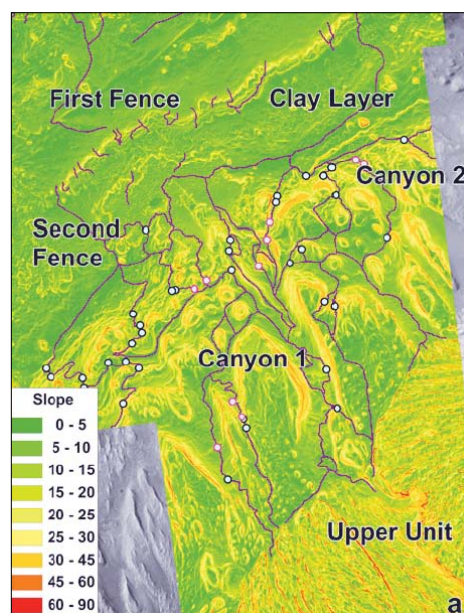 First Fence
Clay Layer
Canyon 2
Second
Fence
Canyon 1
Slope
0 - 5
5 - 10
10 - 15
15 - 20
20 - 25
25 - 30
30 - 45
45 - 60
60 - 90
Upper Unit
a